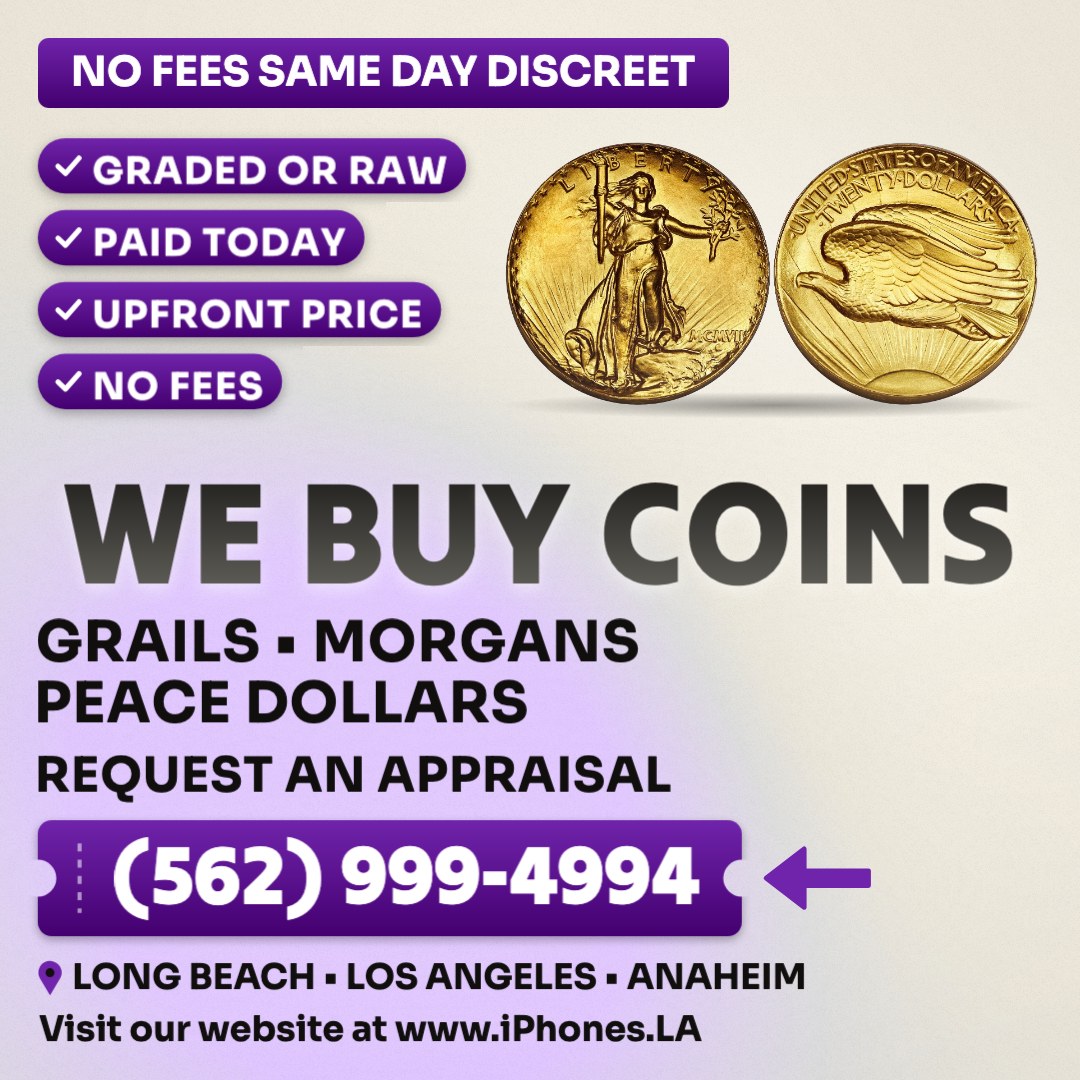 NO FEES SAME DAY DISCREET
GRADED OR RAW
PAID TODAY
UPFRONT PRICE
NO FEES
LIBERTY
MCMVII
UNITED·STATES·OF·AMERICA
TWENTY·DOLLARS
WE BUY COINS
GRAILS ▪ MORGANS
PEACE DOLLARS
REQUEST AN APPRAISAL
(562) 999-4994
LONG BEACH ▪ LOS ANGELES ▪ ANAHEIM
Visit our website at www.iPhones.LA